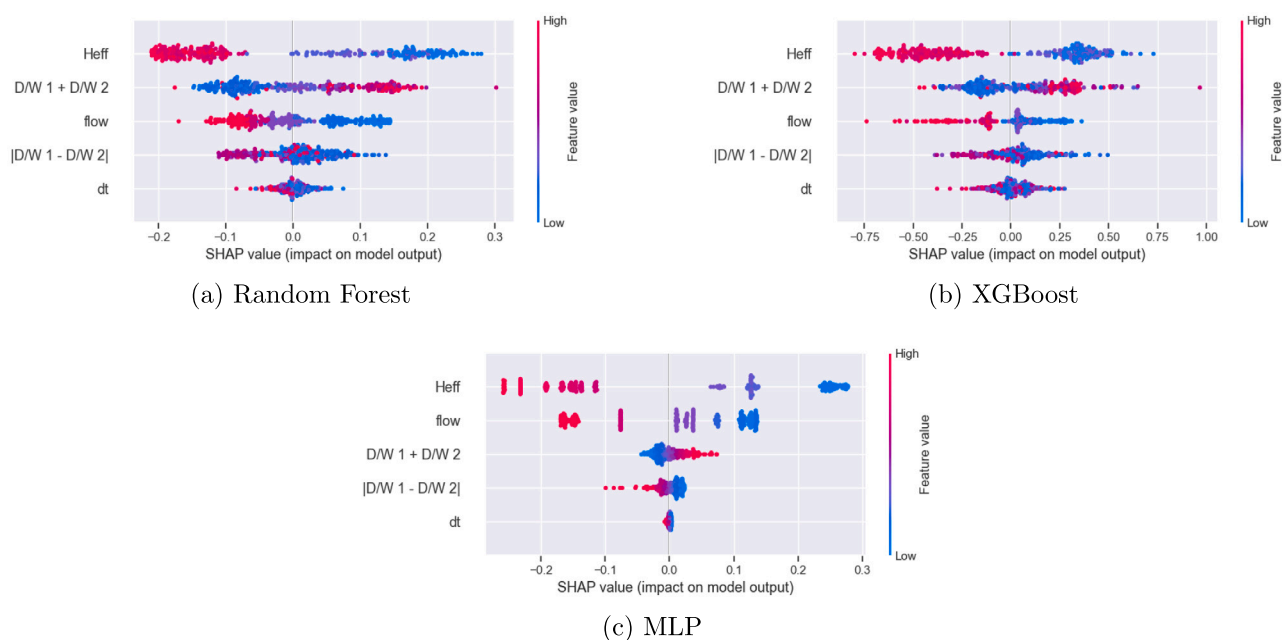 High
Heff
D/W 1 + D/W 2
flow
|D/W 1 - D/W 2|
dt
Feature value
Low
−0.2 −0.1 0.0 0.1 0.2 0.3
SHAP value (impact on model output)
(a) Random Forest
High
Heff
D/W 1 + D/W 2
flow
|D/W 1 - D/W 2|
dt
Feature value
Low
−0.75 −0.50 −0.25 0.00 0.25 0.50 0.75 1.00
SHAP value (impact on model output)
(b) XGBoost
High
Heff
flow
D/W 1 + D/W 2
|D/W 1 - D/W 2|
dt
Feature value
Low
−0.2 −0.1 0.0 0.1 0.2 0.3
SHAP value (impact on model output)
(c) MLP